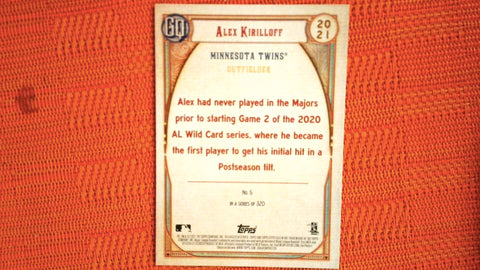 GQ
ALEX KIRILLOFF
20
21
MINNESOTA TWINS®
OUTFIELDER
Alex had never played in the Majors
prior to starting Game 2 of the 2020
AL Wild Card series, where he became
the first player to get his initial hit in a
Postseason tilt.
No. 5
IN A SERIES OF 320
Topps